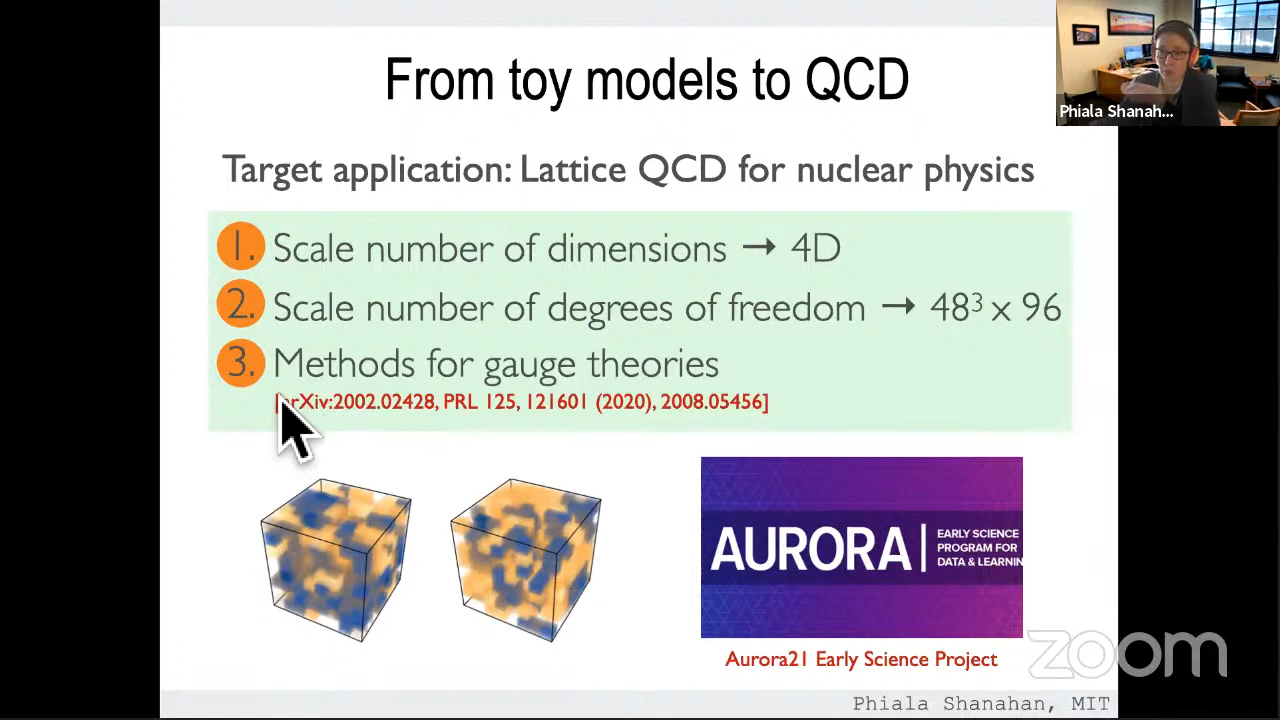 From toy models to QCD
Phiala Shanah...
Target application: Lattice QCD for nuclear physics
1. Scale number of dimensions → 4D
2. Scale number of degrees of freedom → 48³ x 96
3. Methods for gauge theories
[arXiv:2002.02428, PRL 125, 121601 (2020), 2008.05456]
AURORA
EARLY SCIENCE
PROGRAM FOR
DATA & LEARNIN
Aurora21 Early Science Project
zoom
Phiala Shanahan, MIT